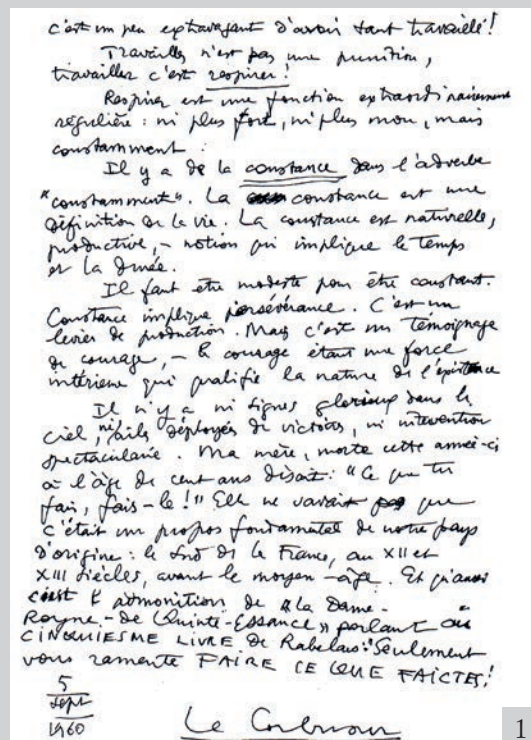 c'est un peu extravagant d'avoir tant travaillé !
Travailler n'est pas une punition,
travailler c'est respirer !
Respirer est une fonction extraordinairement
régulière : ni plus fort, ni plus mou, mais
constamment.
Il y a de la constance dans l'adverbe
"constamment". La constance est une
définition de la vie. La constance est naturelle,
productive, – notion qui implique le temps
et la durée.
Il faut etre modeste pour être constant.
Constance implique persévérance. C'est un
levier de production. Mais c'est un témoignage
de courage, – le courage étant une force
intérieure qui qualifie la nature de l'existence
Il n'y a ni signes glorieux dans le
ciel, ni ailes déployées de victoires, ni intervention
spectaculaire. Ma mère, morte cette année-ci
à l'âge de cent ans disait : "Ce que tu
fais, fais-le !" Elle ne savait pas que
c'était un propos fondamental de notre pays
d'origine : le sud de la France, au XII et
XIII siècles, avant le moyen-âge. Et qu'aussi
c'est l'admonition de "la Dame-
Royne-de Quinte-Essance" parlant au
CINQUIESME LIVRE de Rabelais : "Seulement
vous ramente FAIRE CE QUE FAICTES !
5
sept
1960
Le Corbusier
1